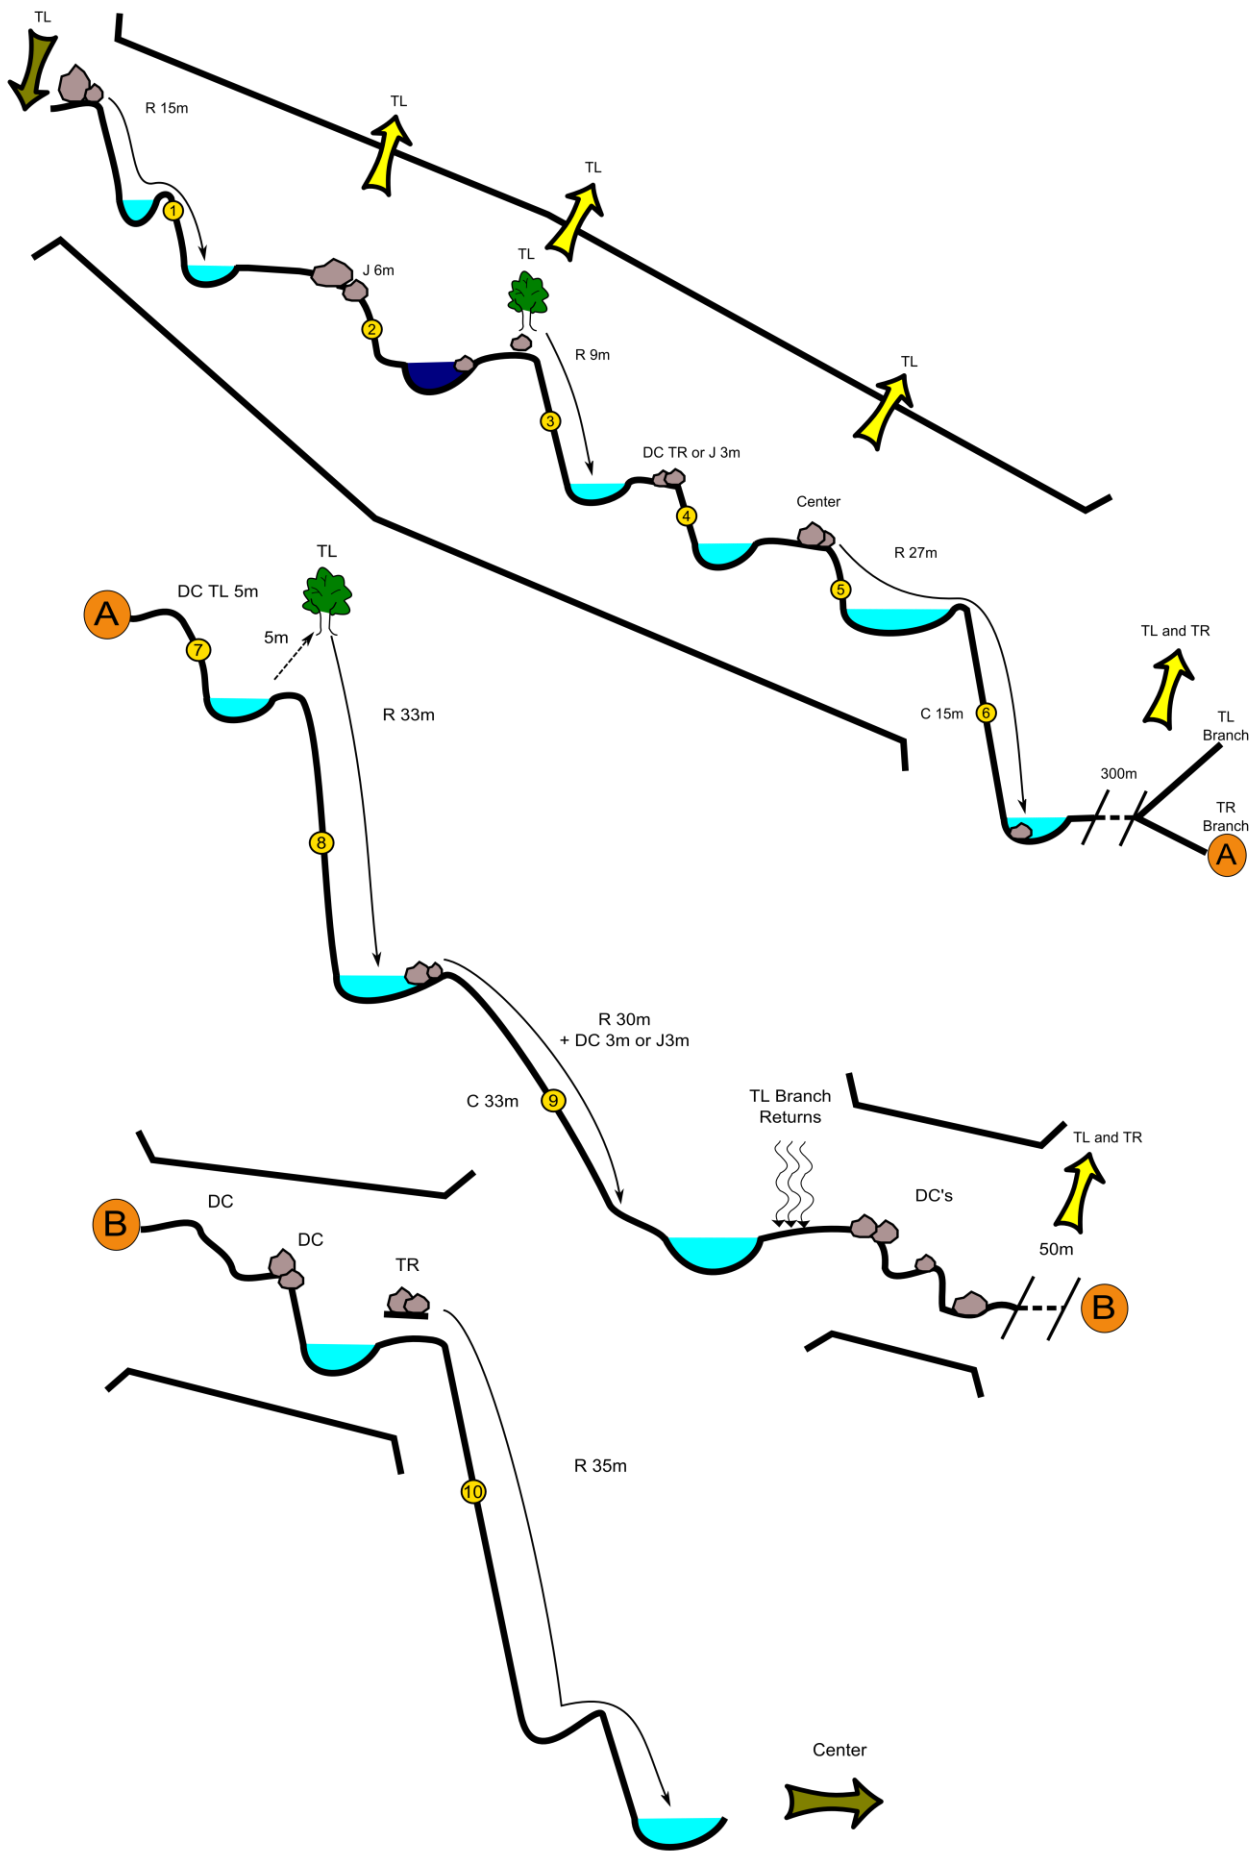 TL
R 15m
TL
TL
1
J 6m
TL
2
R 9m
TL
3
DC TR or J 3m
Center
4
R 27m
5
TL
DC TL 5m
A
5m
7
TL and TR
R 33m
C 15m
6
TL
Branch
300m
TR
Branch
A
8
R 30m
+ DC 3m or J3m
C 33m
9
TL Branch
Returns
TL and TR
DC
DC's
B
DC
50m
TR
B
R 35m
10
Center